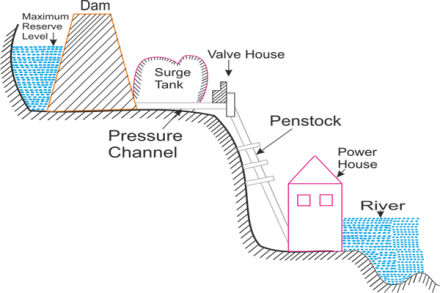 Dam
Maximum
Reserve
Level
Surge
Tank
Valve House
Pressure
Channel
Penstock
Power
House
River